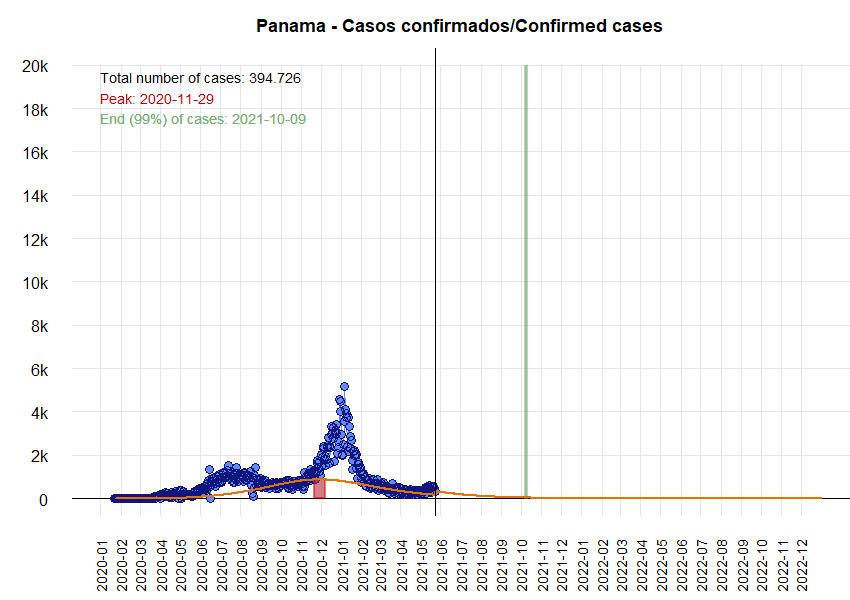 Panama - Casos confirmados/Confirmed cases
Total number of cases: 394.726
Peak: 2020-11-29
End (99%) of cases: 2021-10-09
20k
18k
16k
14k
12k
10k
8k
6k
4k
2k
0
2020-01
2020-02
2020-03
2020-04
2020-05
2020-06
2020-07
2020-08
2020-09
2020-10
2020-11
2020-12
2021-01
2021-02
2021-03
2021-04
2021-05
2021-06
2021-07
2021-08
2021-09
2021-10
2021-11
2021-12
2022-01
2022-02
2022-03
2022-04
2022-05
2022-06
2022-07
2022-08
2022-09
2022-10
2022-11
2022-12